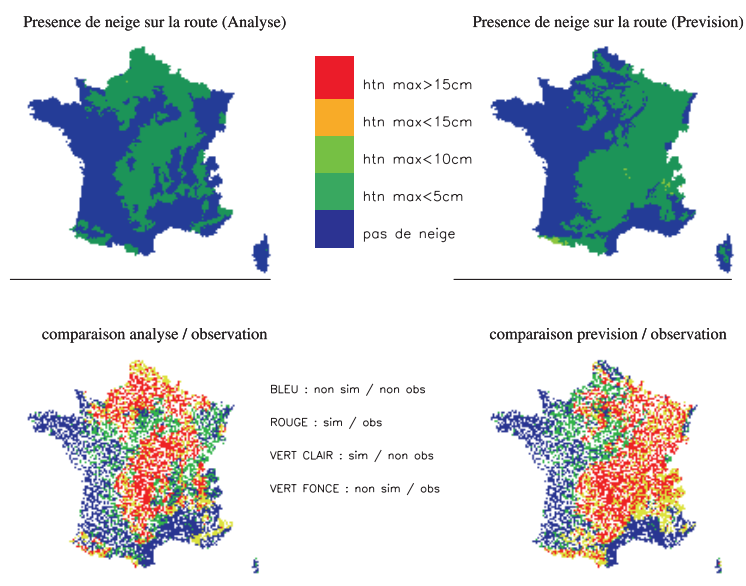 Presence de neige sur la route (Analyse)
Presence de neige sur la route (Prevision)
htn max>15cm
htn max<15cm
htn max<10cm
htn max<5cm
pas de neige
comparaison analyse / observation
comparaison prevision / observation
BLEU : non sim / non obs
ROUGE : sim / obs
VERT CLAIR : sim / non obs
VERT FONCE : non sim / obs